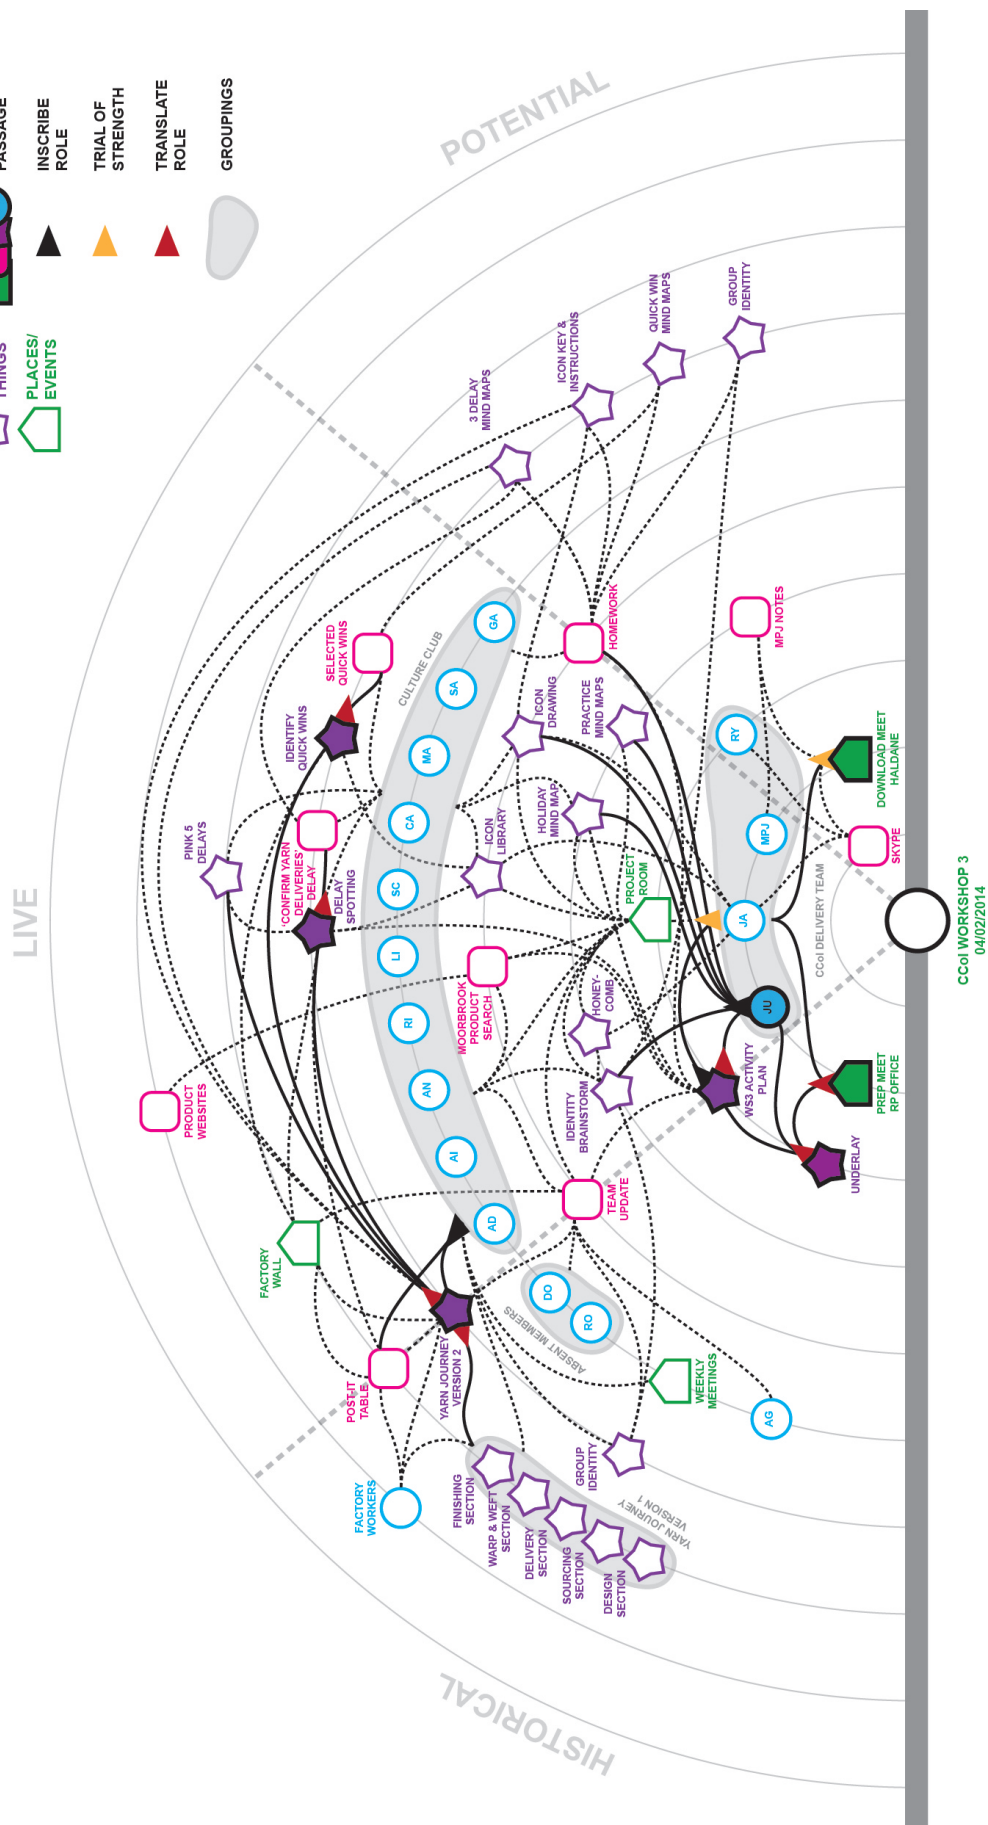 PASSAGE
INSCRIBE
ROLE
TRIAL OF
STRENGTH
TRANSLATE
ROLE
GROUPINGS
THINGS
PLACES/
EVENTS
POTENTIAL
LIVE
HISTORICAL
3 DELAY
MIND MAPS
ICON KEY &
INSTRUCTIONS
QUICK WIN
MIND MAPS
GROUP
IDENTITY
SELECTED
QUICK WINS
IDENTIFY
QUICK WINS
PINK 5
DELAYS
'CONFIRM YARN
DELIVERIES'
DELAY
DELAY
SPOTTING
CULTURE CLUB
GA
SA
MA
CA
SC
LI
RI
AN
AI
AD
HOMEWORK
ICON
DRAWING
PRACTICE
MIND MAPS
HOLIDAY
MIND MAP
ICON
LIBRARY
PROJECT
ROOM
MOORBROOK
PRODUCT
SEARCH
HONEY-
COMB
IDENTITY
BRAINSTORM
TEAM
UPDATE
MPJ NOTES
RY
MPJ
JA
JU
CCoI DELIVERY TEAM
DOWNLOAD MEET
HALDANE
SKYPE
WS3 ACTIVITY
PLAN
PREP MEET
RP OFFICE
UNDERLAY
PRODUCT
WEBSITES
FACTORY
WALL
POST-IT
TABLE
YARN JOURNEY
VERSION 2
DO
RO
ABSENT MEMBERS
WEEKLY
MEETINGS
AG
FACTORY
WORKERS
FINISHING
SECTION
WARP & WEFT
SECTION
DELIVERY
SECTION
SOURCING
SECTION
DESIGN
SECTION
GROUP
IDENTITY
YARN JOURNEY
VERSION 1
CCoI WORKSHOP 3
04/02/2014